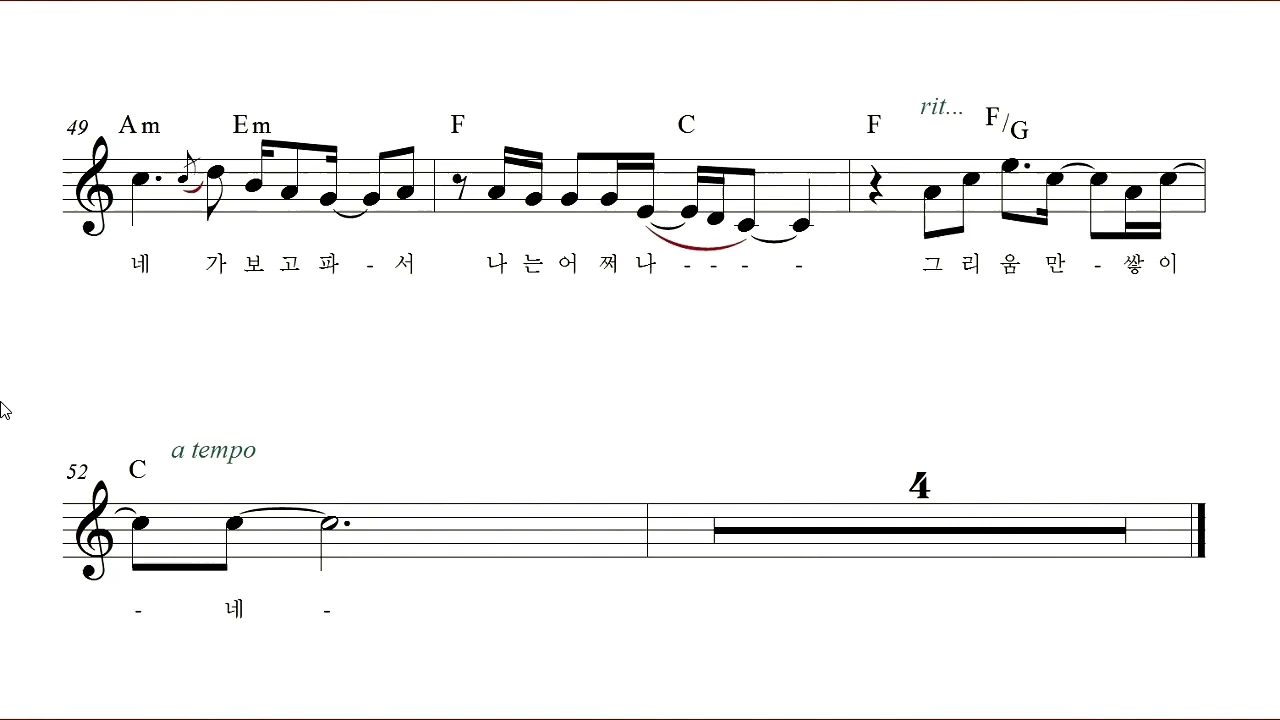 rit...
49 Am Em F C F F/G
네 가 보 고 파 - 서 나 는 어 쩌 나 - - - - 그 리 움 만 - 쌓 이
a tempo
52 C 4
- 네 -